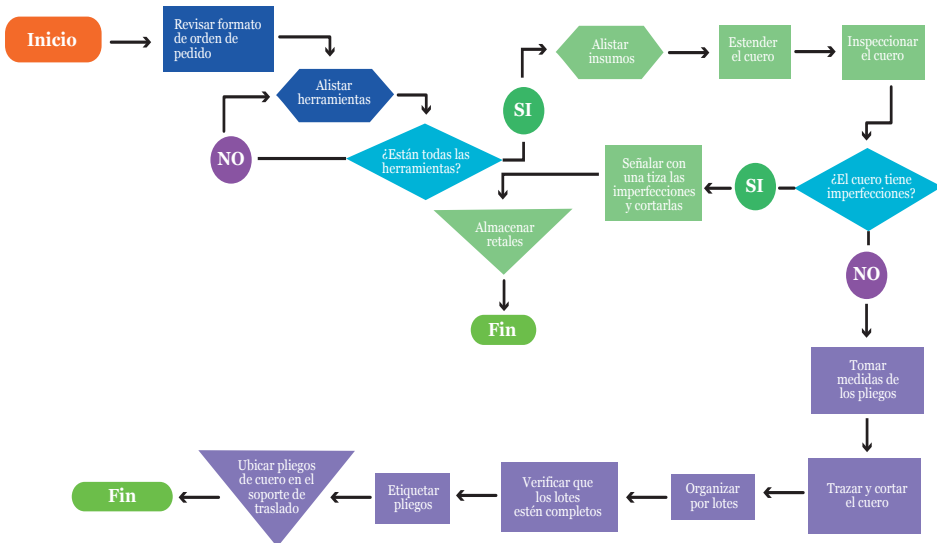 Inicio
Revisar formato
de orden de
pedido
Alistar
herramientas
¿Están todas las
herramientas?
NO
SI
Alistar
insumos
Estender
el cuero
Inspeccionar
el cuero
¿El cuero tiene
imperfecciones?
SI
Señalar con
una tiza las
imperfecciones
y cortarlas
Almacenar
retales
Fin
NO
Tomar
medidas de
los pliegos
Trazar y cortar
el cuero
Organizar
por lotes
Verificar que
los lotes
estén completos
Etiquetar
pliegos
Ubicar pliegos
de cuero en el
soporte de
traslado
Fin